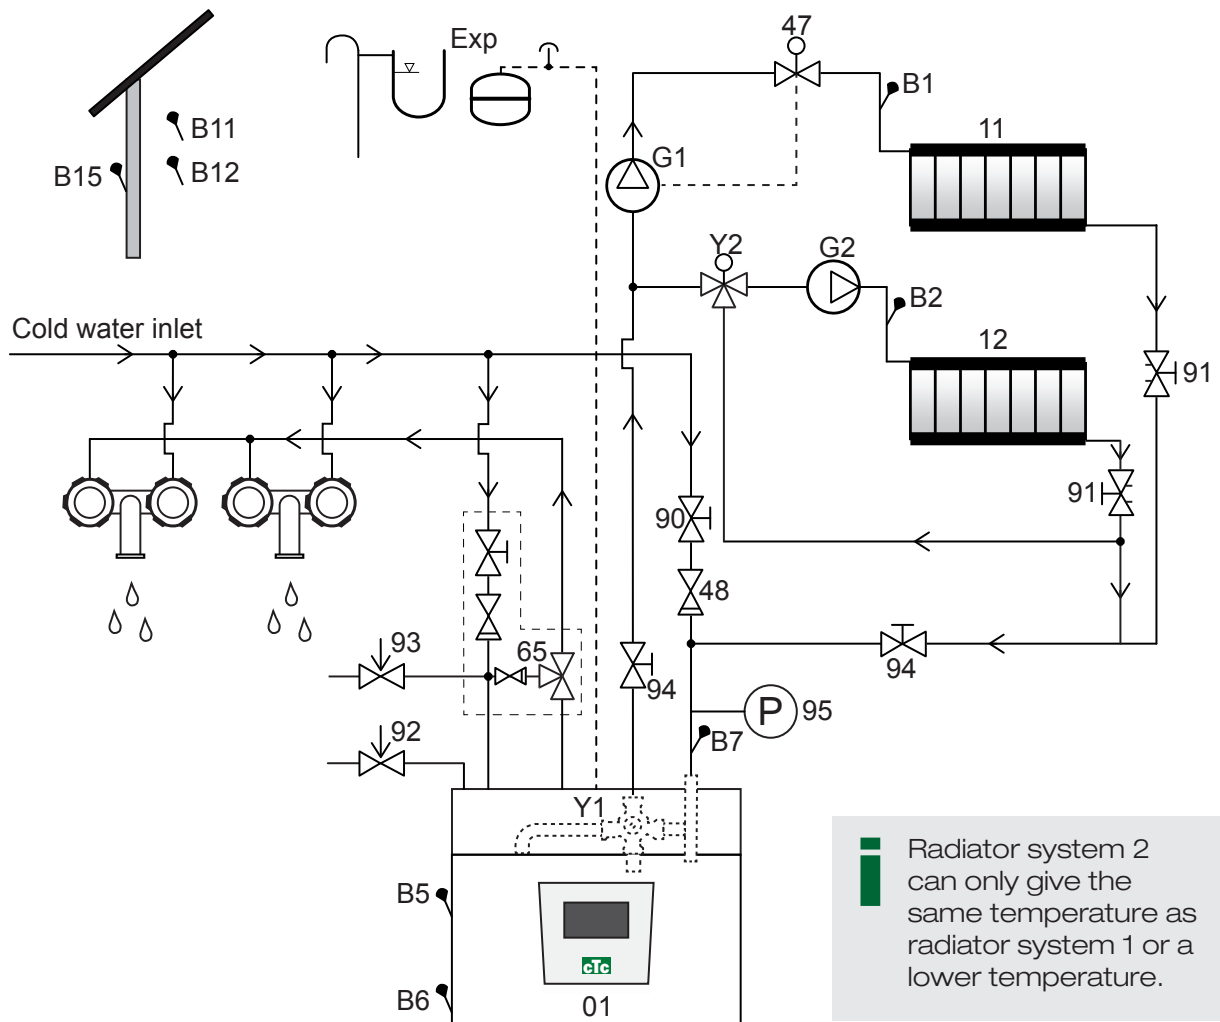 Exp
47
B1
B11
B15
B12
G1
11
Y2
G2
B2
Cold water inlet
12
91
91
90
48
93
65
94
94
92
P
95
B7
Y1
B5
cTc
B6
01
i
Radiator system 2
can only give the
same temperature as
radiator system 1 or a
lower temperature.